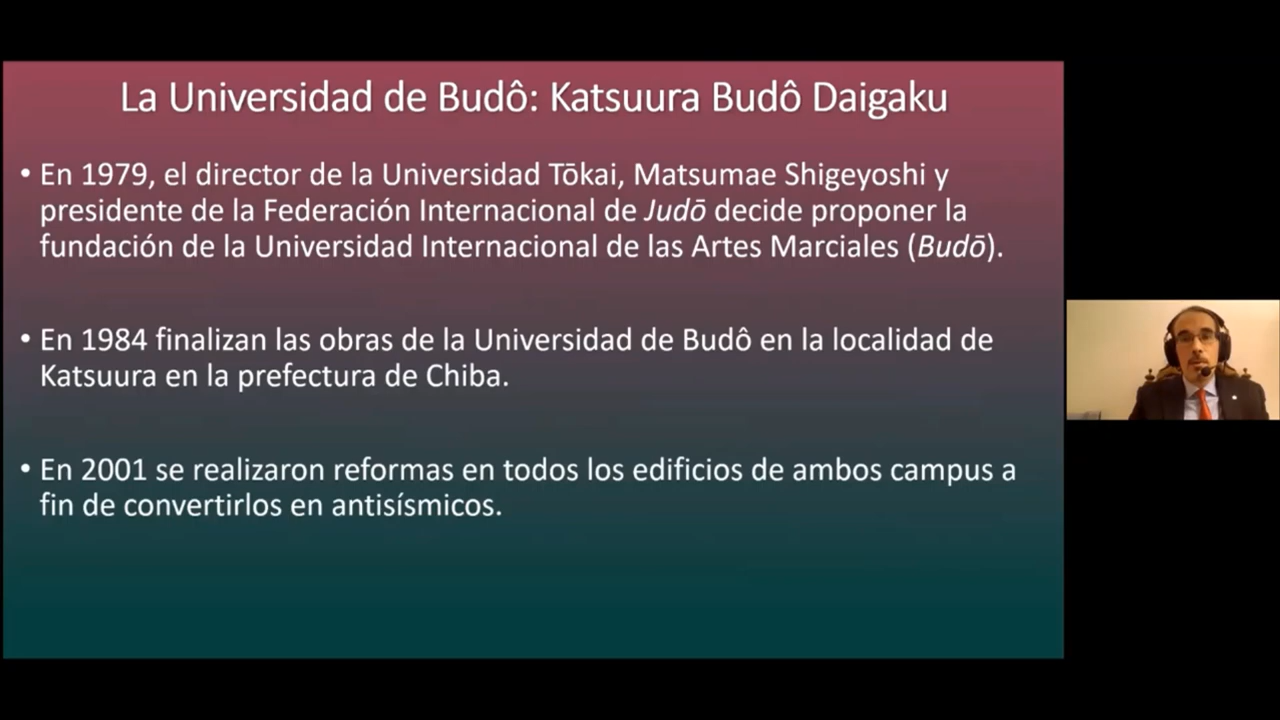 La Universidad de Budô: Katsuura Budô Daigaku
• En 1979, el director de la Universidad Tōkai, Matsumae Shigeyoshi y
presidente de la Federación Internacional de Judō decide proponer la
fundación de la Universidad Internacional de las Artes Marciales (Budō).
• En 1984 finalizan las obras de la Universidad de Budô en la localidad de
Katsuura en la prefectura de Chiba.
• En 2001 se realizaron reformas en todos los edificios de ambos campus a
fin de convertirlos en antisísmicos.